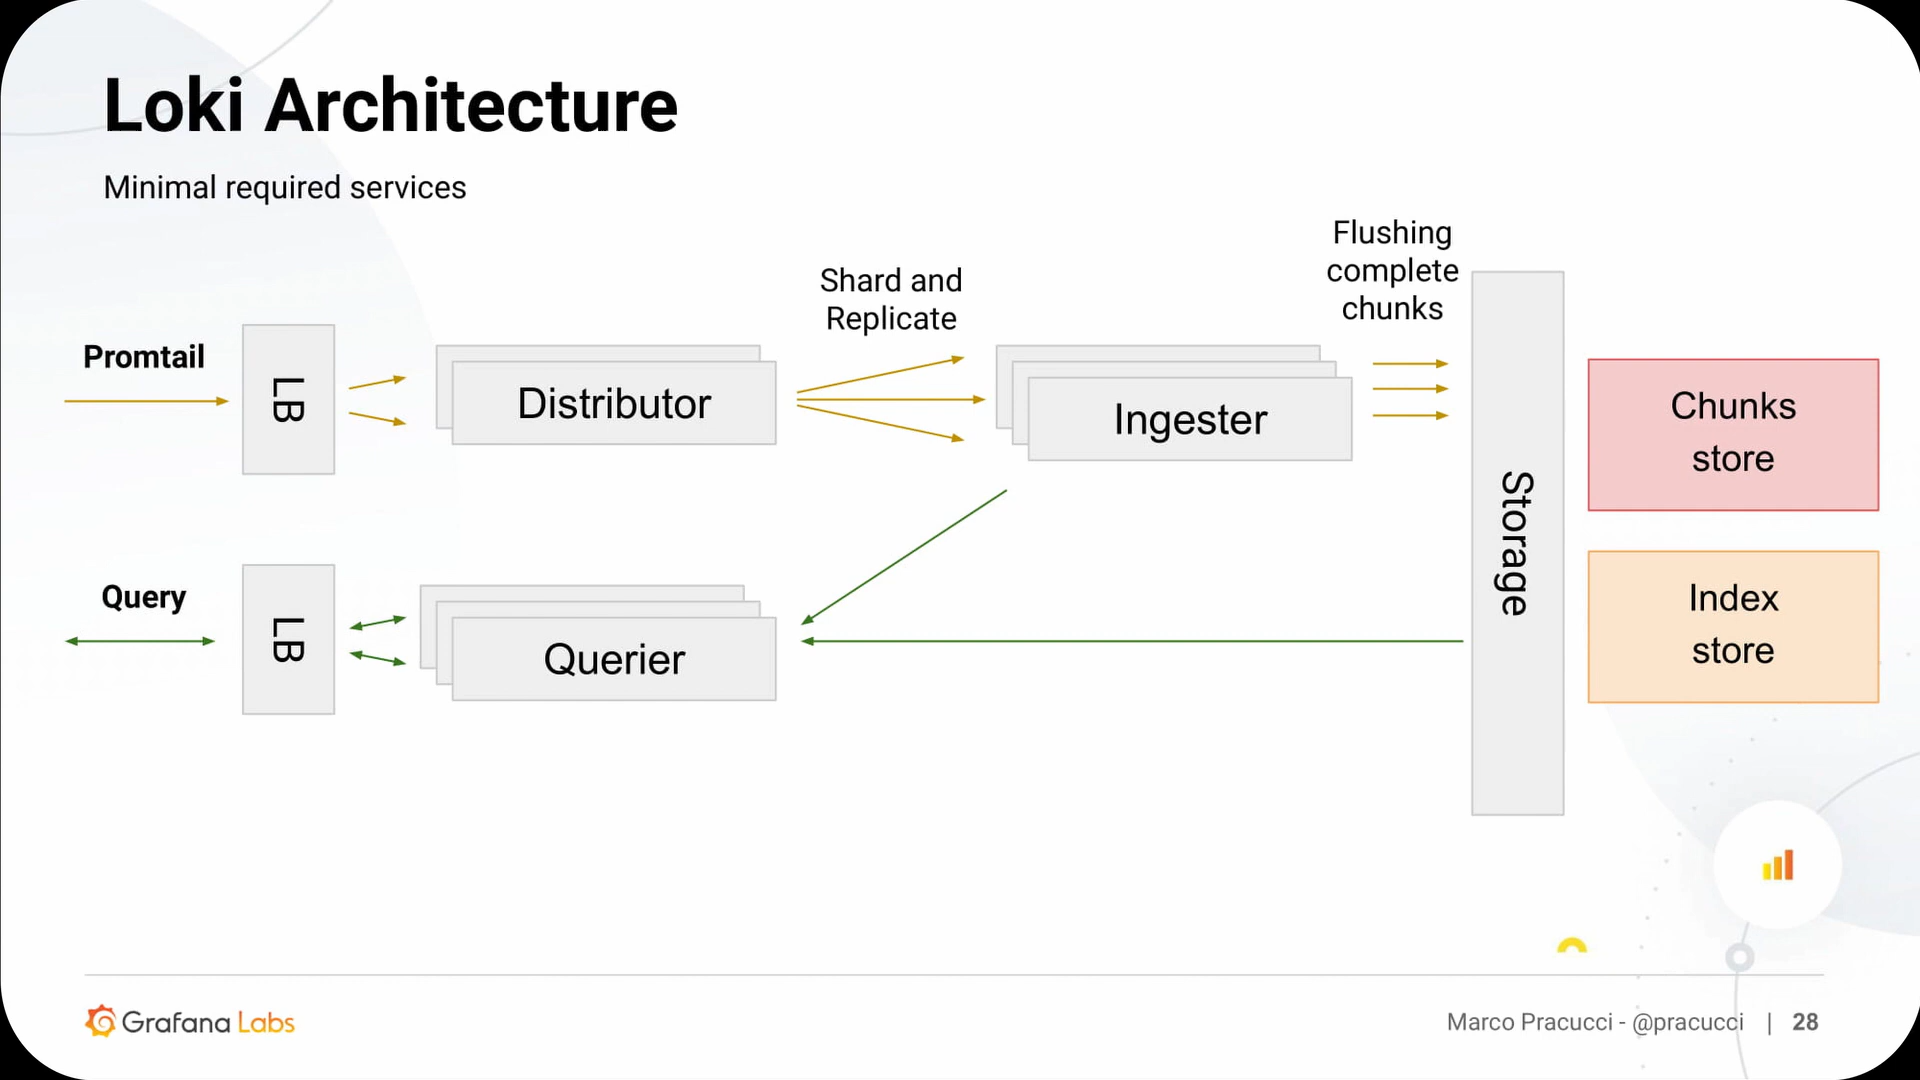 Loki Architecture
Minimal required services
Flushing
complete
chunks
Shard and
Replicate
Promtail
LB
Distributor
Ingester
Chunks
store
Storage
Query
LB
Querier
Index
store
Grafana Labs
Marco Pracucci - @pracucci | 28